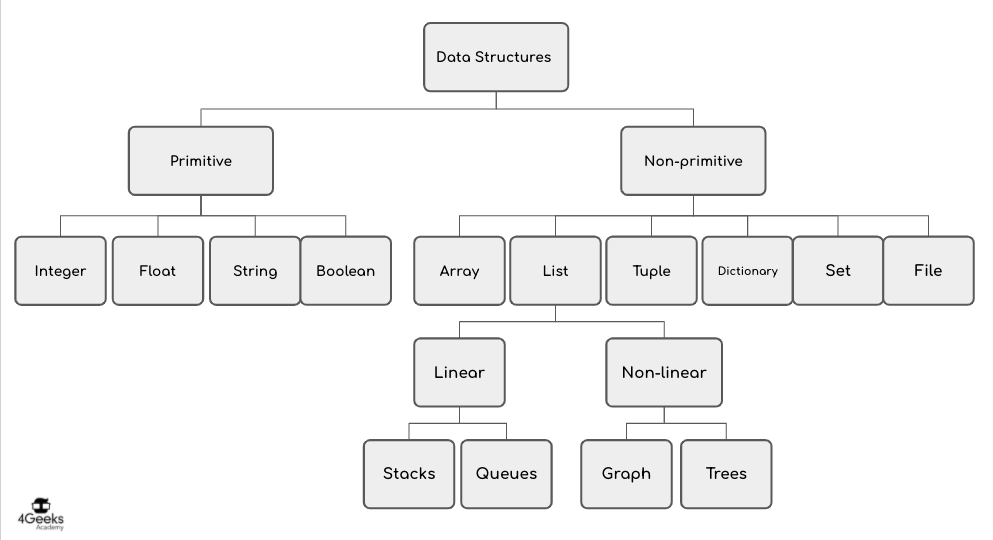 Data Structures
Primitive
Non-primitive
Integer
Float
String
Boolean
Array
List
Tuple
Dictionary
Set
File
Linear
Non-linear
Stacks
Queues
Graph
Trees
4Geeks
Academy